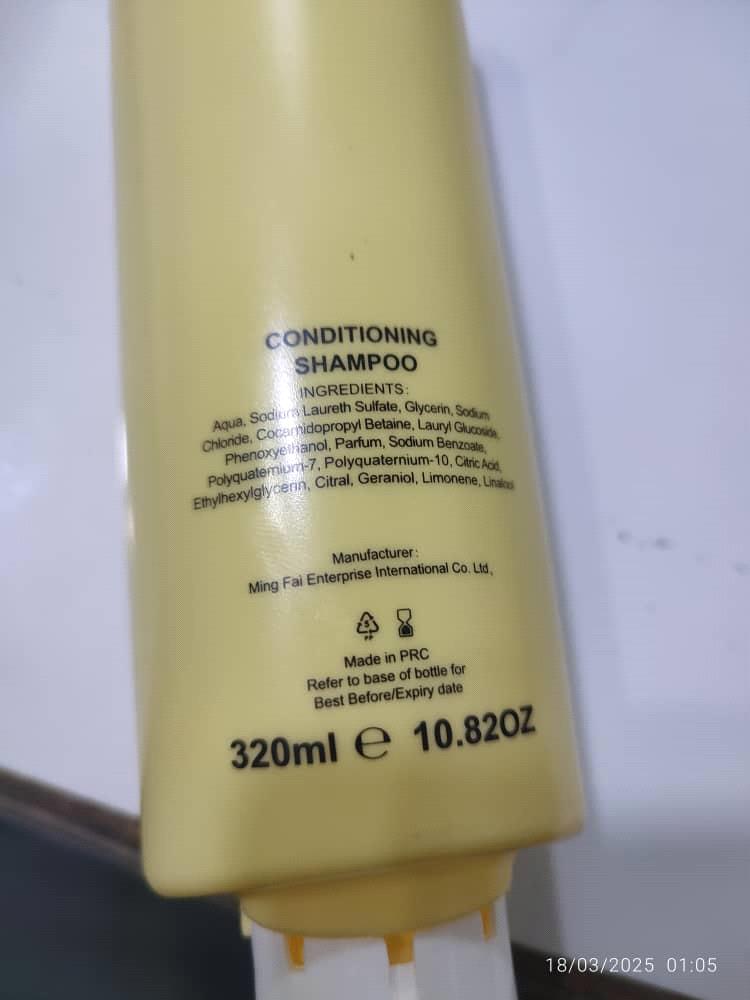 CONDITIONING
SHAMPOO
INGREDIENTS:
Aqua, Sodium Laureth Sulfate, Glycerin, Sodium
Chloride, Cocamidopropyl Betaine, Lauryl Glucoside,
Phenoxyethanol, Parfum, Sodium Benzoate,
Polyquaternium-7, Polyquaternium-10, Citric Acid,
Ethylhexylglycerin, Citral, Geraniol, Limonene, Linalool
Manufacturer:
Ming Fai Enterprise International Co. Ltd,
5
PP
Made in PRC
Refer to base of bottle for
Best Before/Expiry date
320ml ℮ 10.82OZ
18/03/2025 01:05